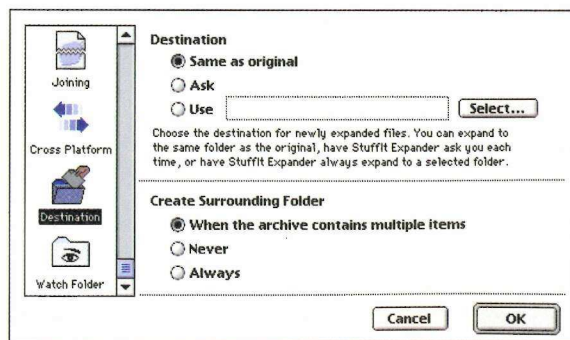 Joining
Cross Platform
Destination
Watch Folder
Destination
Same as original
Ask
Use
Select...
Choose the destination for newly expanded files. You can expand to
the same folder as the original, have StuffIt Expander ask you each
time, or have StuffIt Expander always expand to a selected folder.
Create Surrounding Folder
When the archive contains multiple items
Never
Always
Cancel
OK